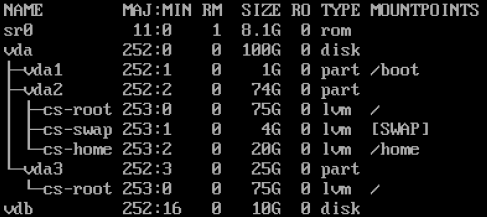 NAME MAJ:MIN RM SIZE RO TYPE MOUNTPOINTS
sr0 11:0 1 8.1G 0 rom
vda 252:0 0 100G 0 disk
├─vda1 252:1 0 1G 0 part /boot
├─vda2 252:2 0 74G 0 part
│ ├─cs-root 253:0 0 75G 0 lvm /
│ ├─cs-swap 253:1 0 4G 0 lvm [SWAP]
│ └─cs-home 253:2 0 20G 0 lvm /home
└─vda3 252:3 0 25G 0 part
  └─cs-root 253:0 0 75G 0 lvm /
vdb 252:16 0 10G 0 disk